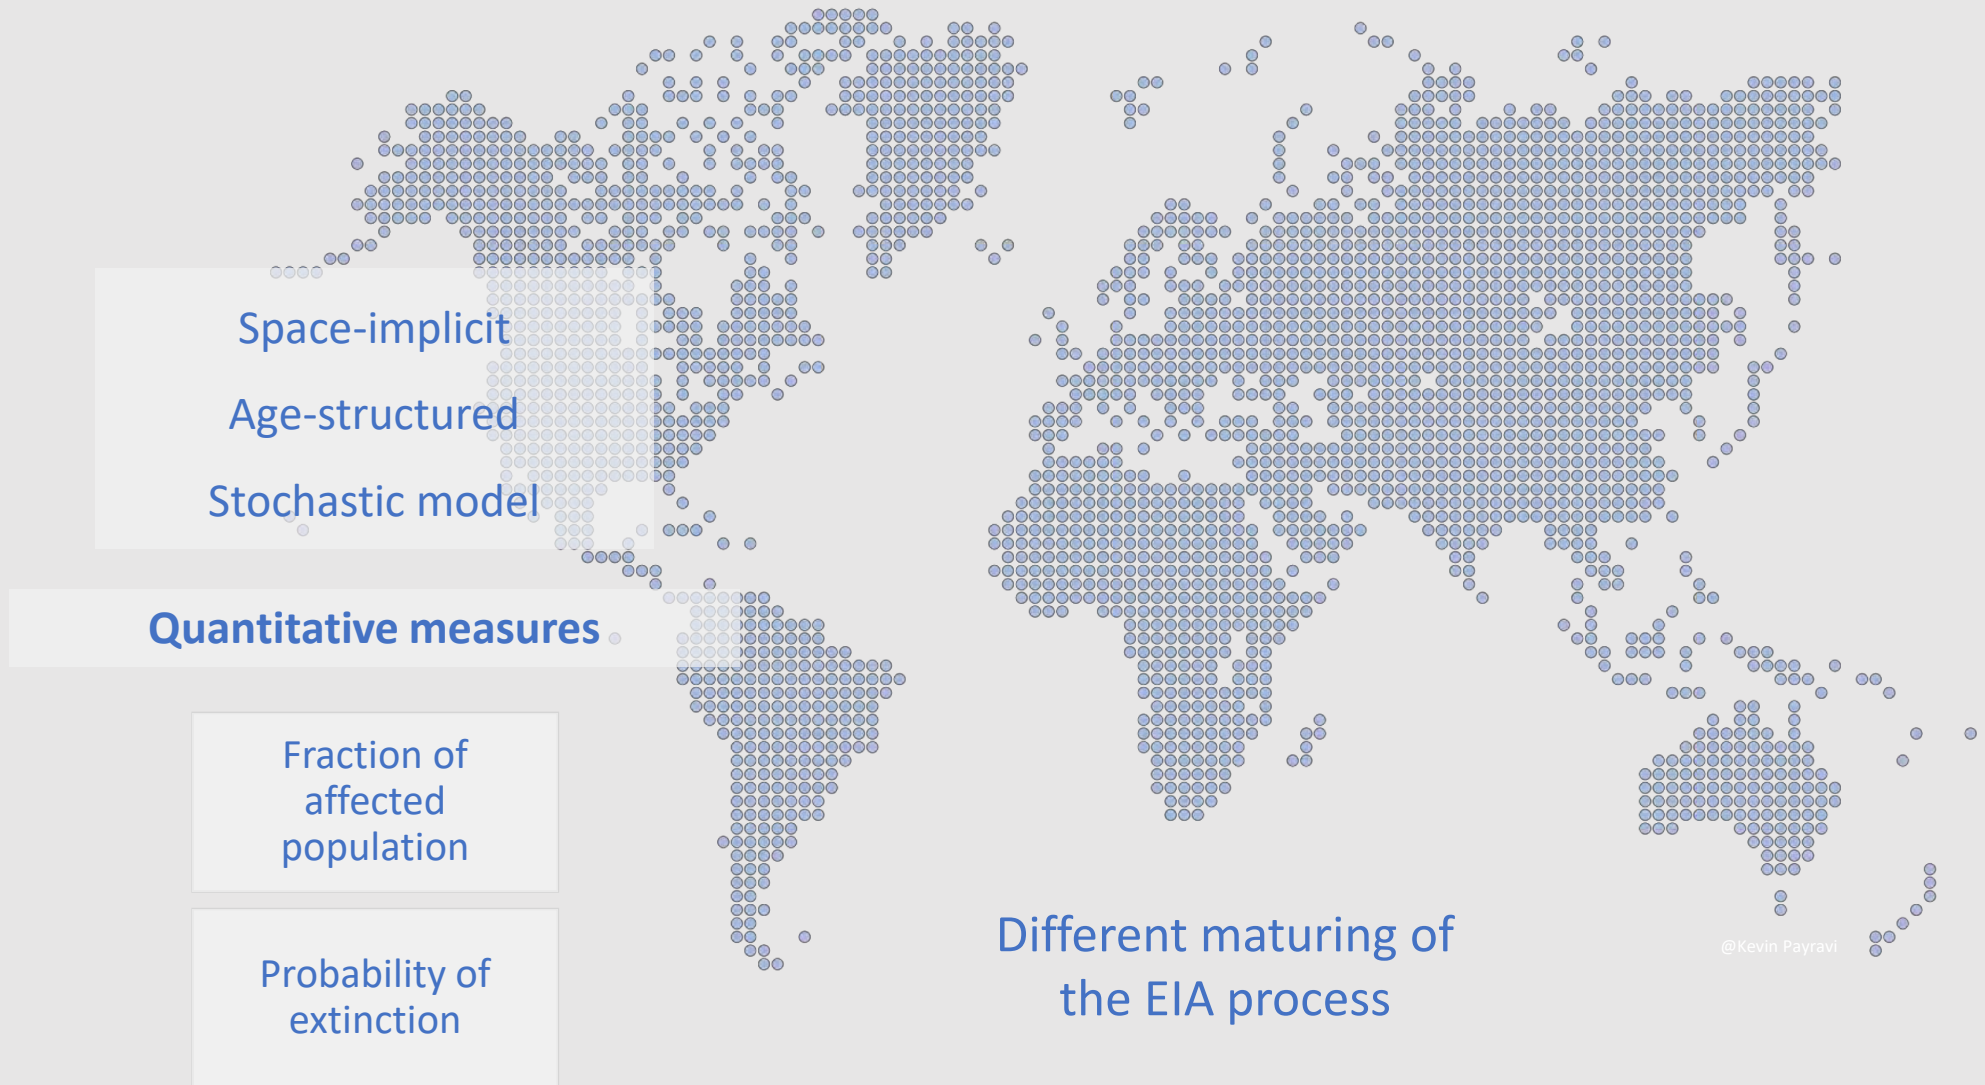 Space-implicit
Age-structured
Stochastic model
Quantitative measures
Fraction of
affected
population
Probability of
extinction
Different maturing of
the EIA process
@Kevin Payravi